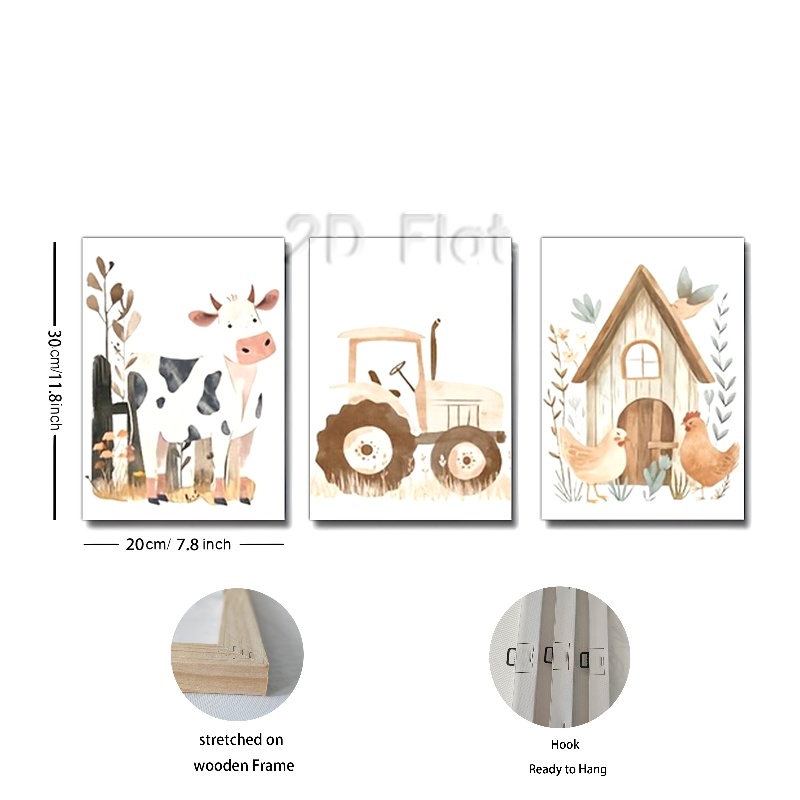 2D Flat
30cm/11.8inch
20cm/ 7.8 inch
stretched on
wooden Frame
Hook
Ready to Hang